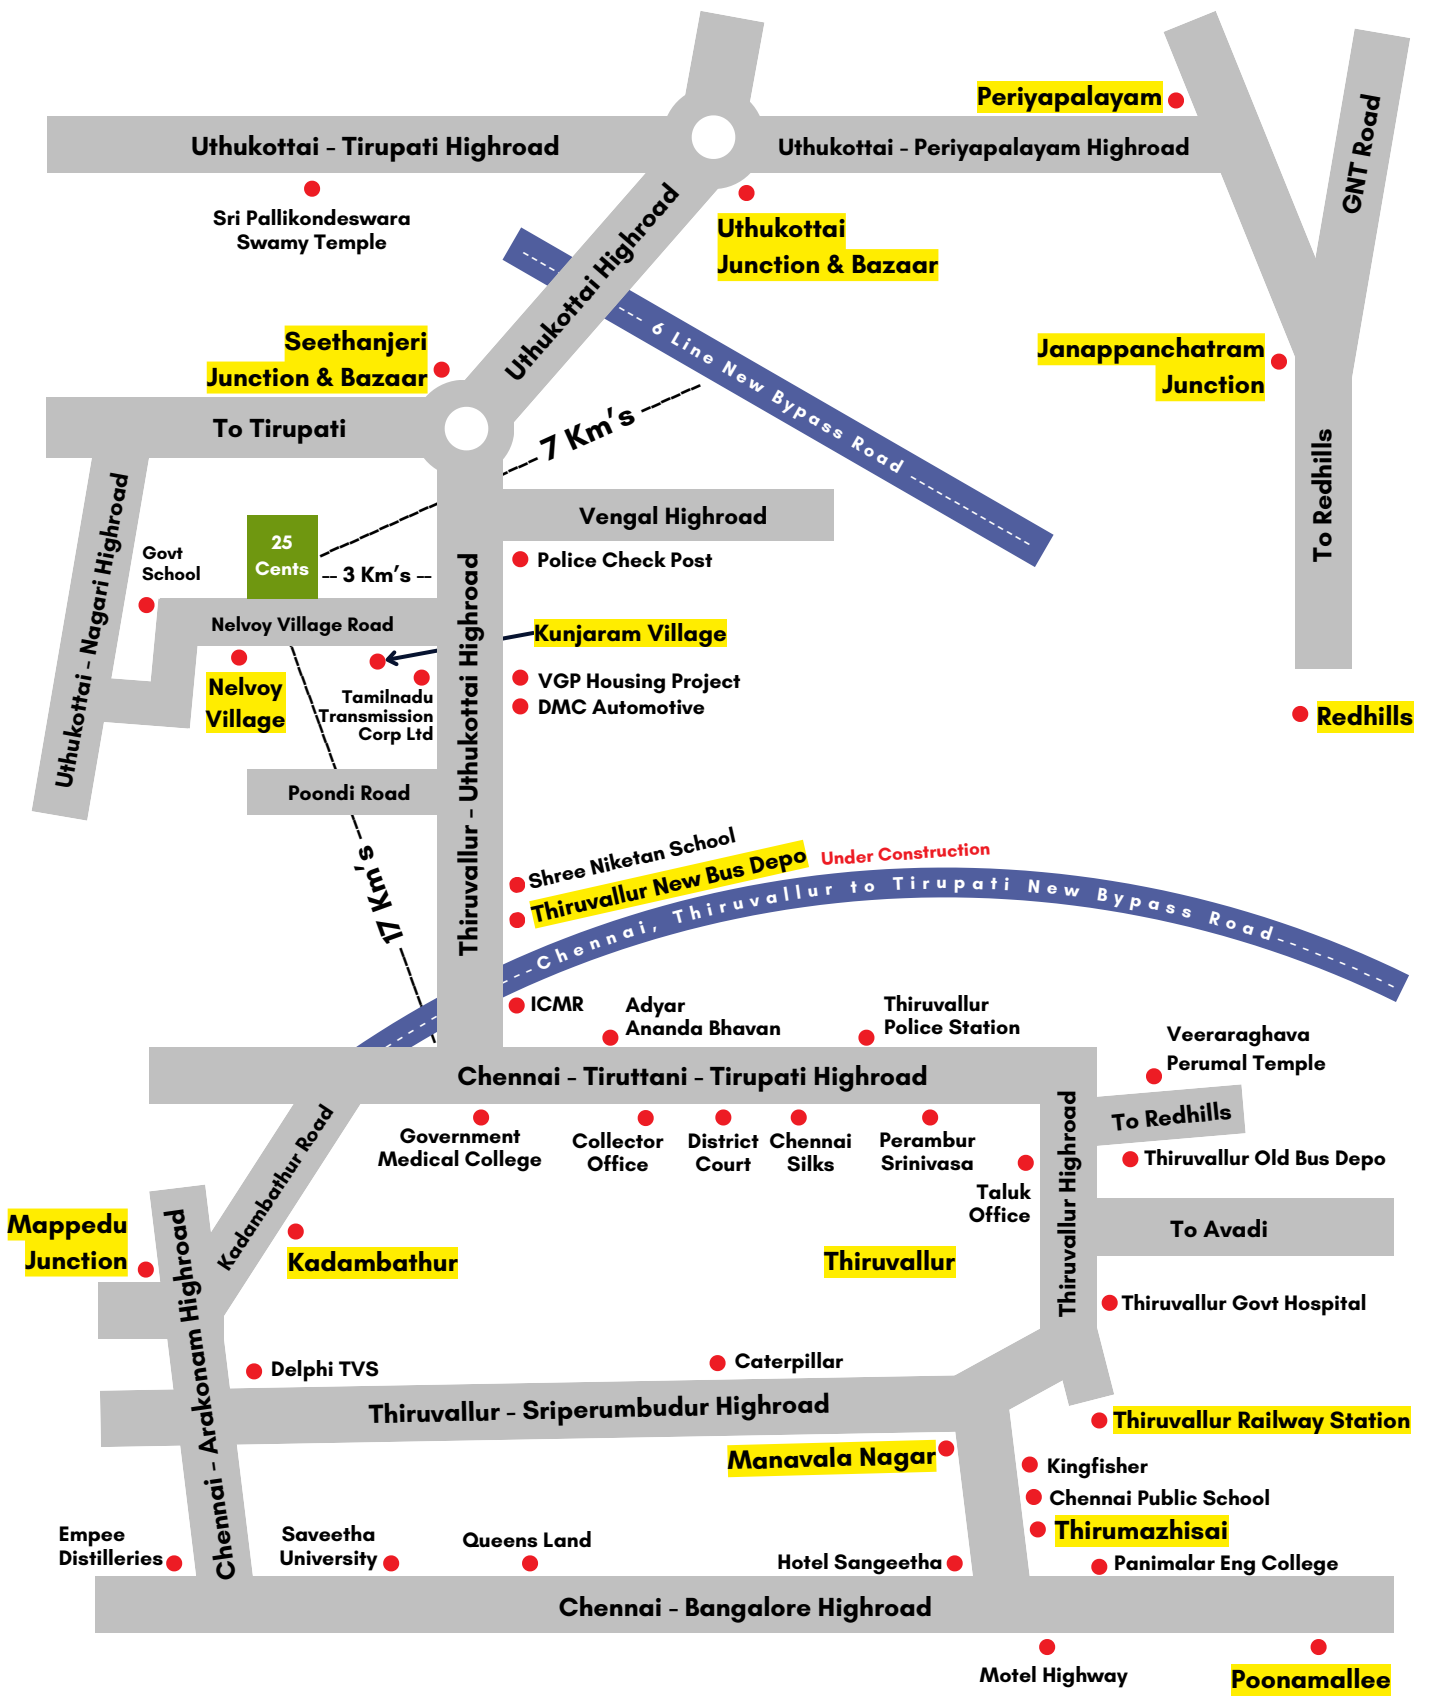 Periyapalayam
GNT Road
Uthukottai - Tirupati Highroad
Uthukottai - Periyapalayam Highroad
Sri Pallikondeswara
Swamy Temple
Uthukottai
Junction & Bazaar
Uthukottai Highroad
6 Line New Bypass Road
Seethanjeri
Junction & Bazaar
Janappanchatram
Junction
To Tirupati
7 Km's
To Redhills
Vengal Highroad
Uthukottai - Nagari Highroad
Govt
School
25
Cents
3 Km's
Police Check Post
Nelvoy Village Road
Kunjaram Village
Thiruvallur - Uthukottai Highroad
Nelvoy
Village
Tamilnadu
Transmission
Corp Ltd
VGP Housing Project
DMC Automotive
Redhills
Poondi Road
17 Km's
Shree Niketan School
Thiruvallur New Bus Depo
Under Construction
Chennai, Thiruvallur to Tirupati New Bypass Road
ICMR
Adyar
Ananda Bhavan
Thiruvallur
Police Station
Veeraraghava
Perumal Temple
Chennai - Tiruttani - Tirupati Highroad
To Redhills
Government
Medical College
Collector
Office
District
Court
Chennai
Silks
Perambur
Srinivasa
Taluk
Office
Thiruvallur Highroad
Thiruvallur Old Bus Depo
Kadambathur Road
To Avadi
Mappedu
Junction
Kadambathur
Thiruvallur
Chennai - Arakonam Highroad
Thiruvallur Govt Hospital
Delphi TVS
Caterpillar
Thiruvallur - Sriperumbudur Highroad
Thiruvallur Railway Station
Manavala Nagar
Kingfisher
Chennai Public School
Thirumazhisai
Empee
Distilleries
Saveetha
University
Queens Land
Hotel Sangeetha
Panimalar Eng College
Chennai - Bangalore Highroad
Motel Highway
Poonamallee